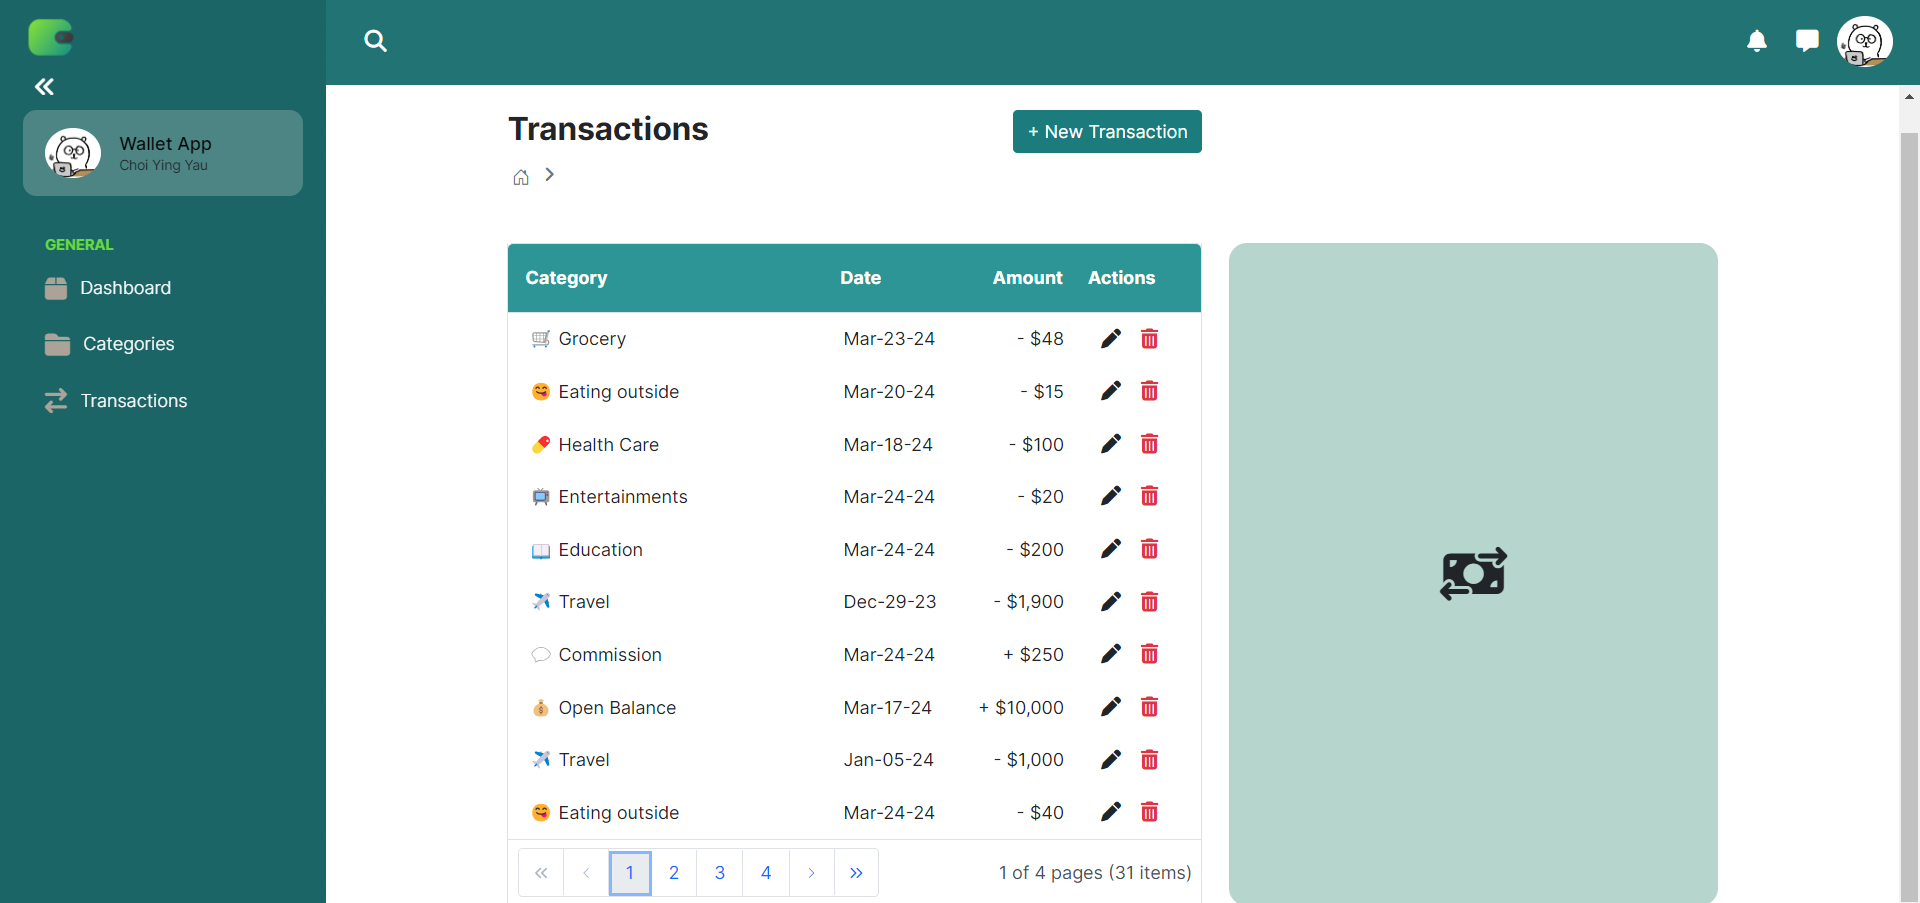 Wallet App
Choi Ying Yau
GENERAL
Dashboard
Categories
Transactions
Transactions
+ New Transaction
Category Date Amount Actions
Grocery Mar-23-24 - $48
Eating outside Mar-20-24 - $15
Health Care Mar-18-24 - $100
Entertainments Mar-24-24 - $20
Education Mar-24-24 - $200
Travel Dec-29-23 - $1,900
Commission Mar-24-24 + $250
Open Balance Mar-17-24 + $10,000
Travel Jan-05-24 - $1,000
Eating outside Mar-24-24 - $40
« ‹ 1 2 3 4 › » 1 of 4 pages (31 items)